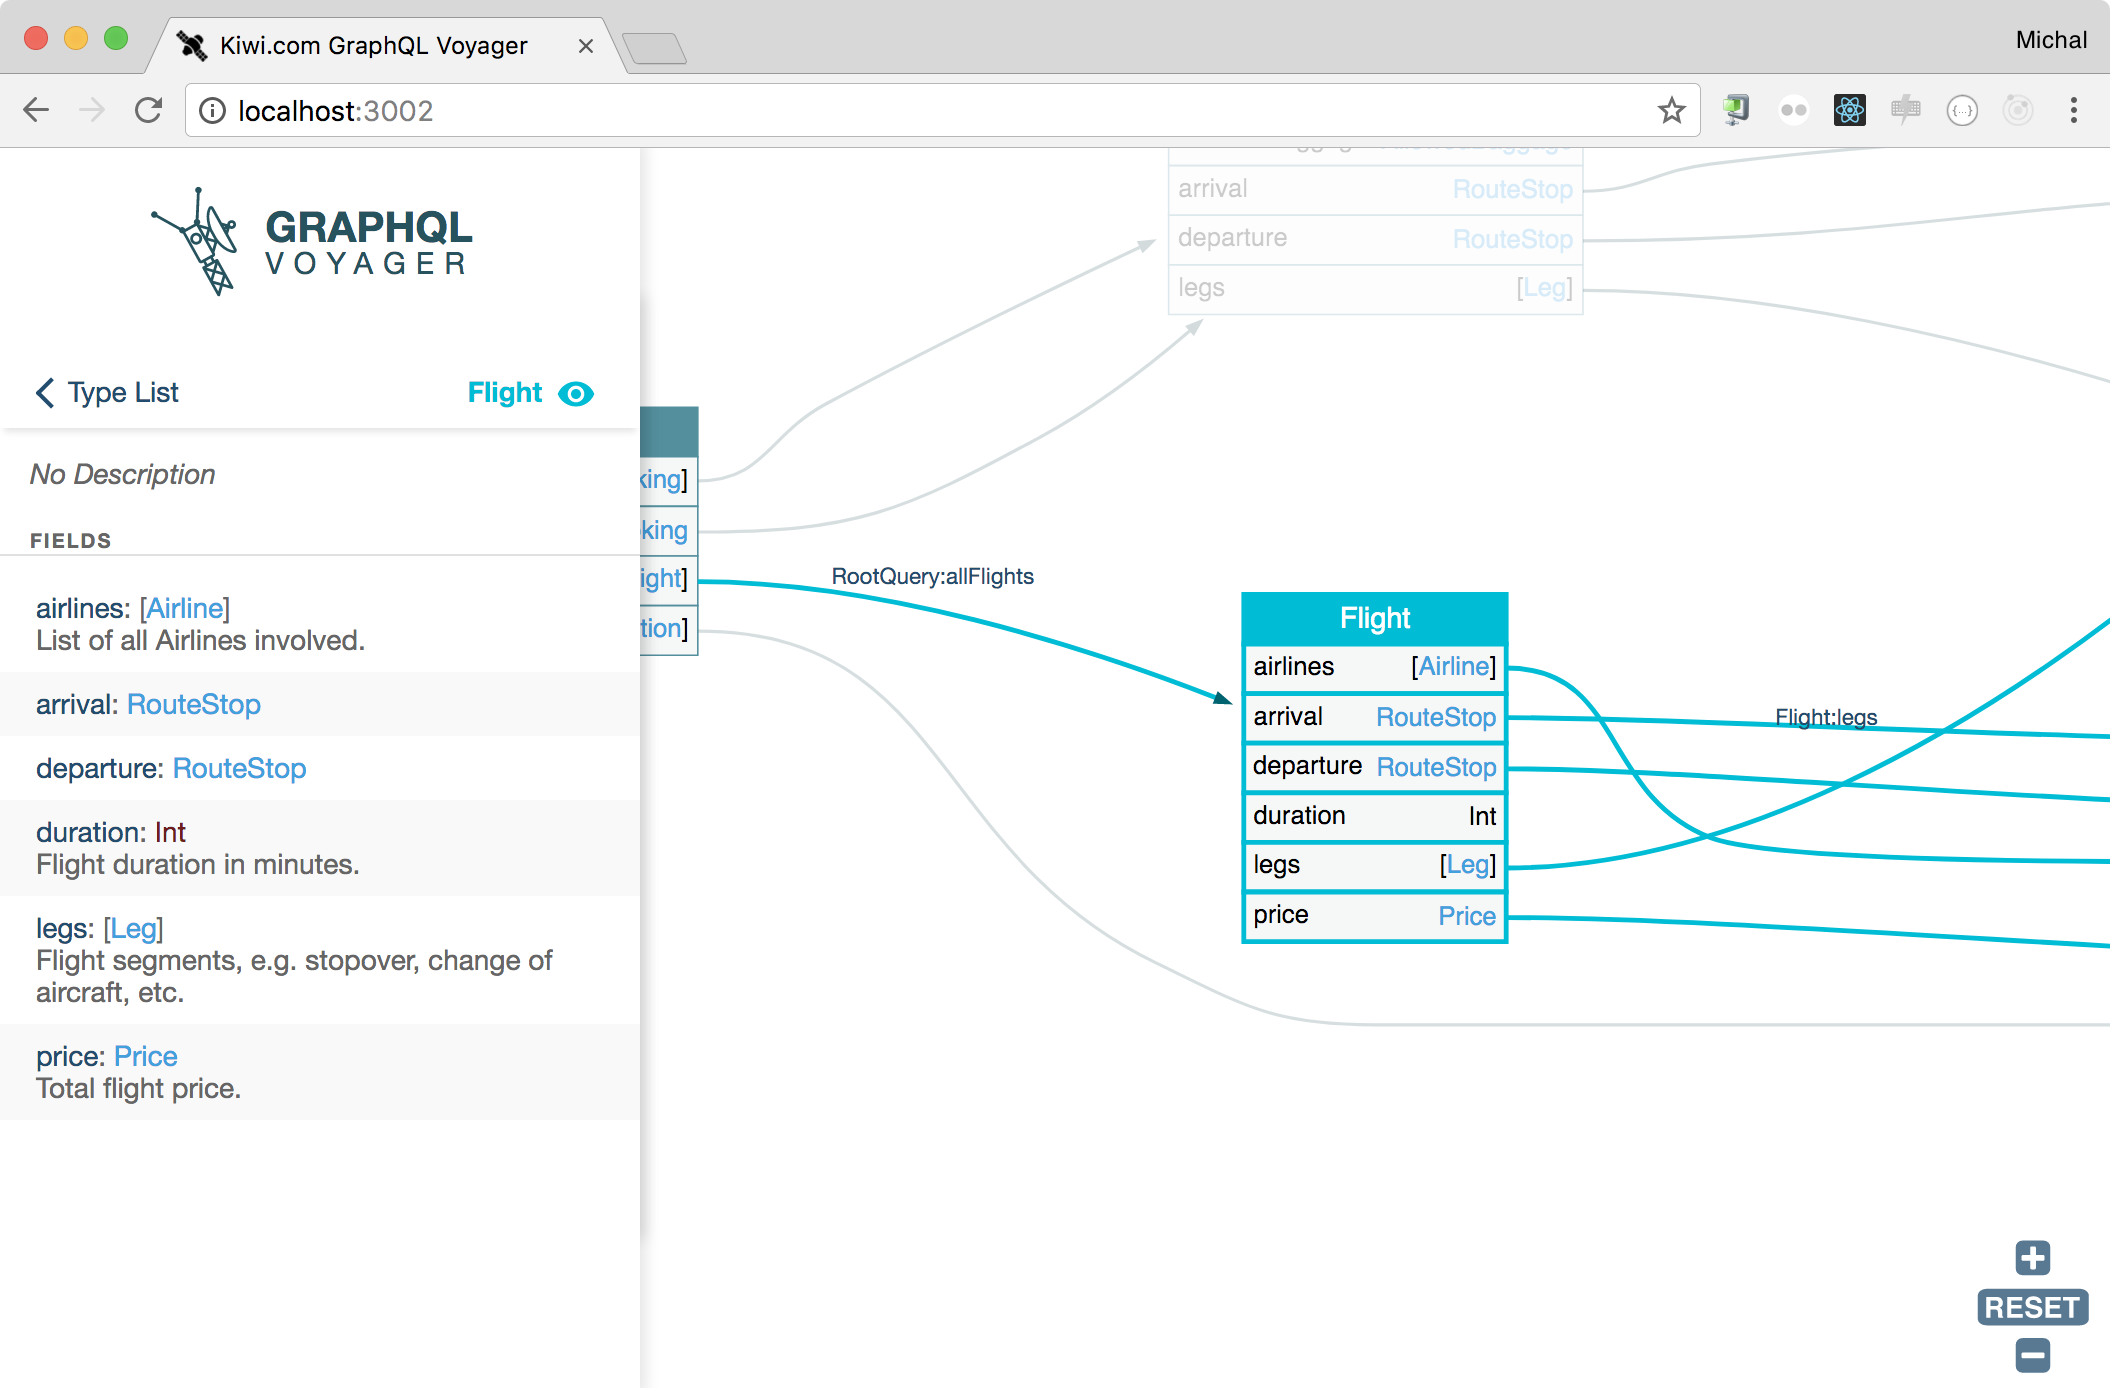 Kiwi.com GraphQL Voyager
Michal
localhost:3002
GRAPHQL
VOYAGER
Type List
Flight
No Description
FIELDS
airlines: [Airline]
List of all Airlines involved.
arrival: RouteStop
departure: RouteStop
duration: Int
Flight duration in minutes.
legs: [Leg]
Flight segments, e.g. stopover, change of
aircraft, etc.
price: Price
Total flight price.
king]
king
ight]
tion]
RootQuery:allFlights
arrival RouteStop
departure RouteStop
legs [Leg]
Flight
airlines [Airline]
arrival RouteStop
departure RouteStop
duration Int
legs [Leg]
price Price
Flight:legs
RESET